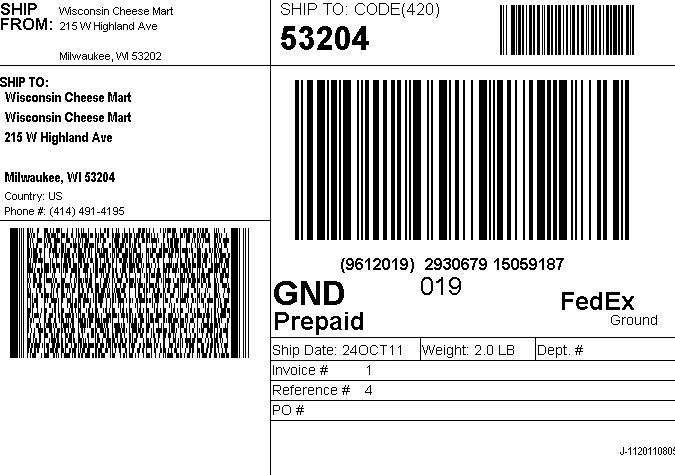 SHIP
FROM:
Wisconsin Cheese Mart
215 W Highland Ave
Milwaukee, WI 53202
SHIP TO: CODE(420)
53204
SHIP TO:
Wisconsin Cheese Mart
Wisconsin Cheese Mart
215 W Highland Ave
Milwaukee, WI 53204
Country: US
Phone #: (414) 491-4195
(9612019) 2930679 15059187
GND
Prepaid
019
FedEx
Ground
Ship Date: 24OCT11 Weight: 2.0 LB Dept. #
Invoice # 1
Reference # 4
PO #
J-1120110805